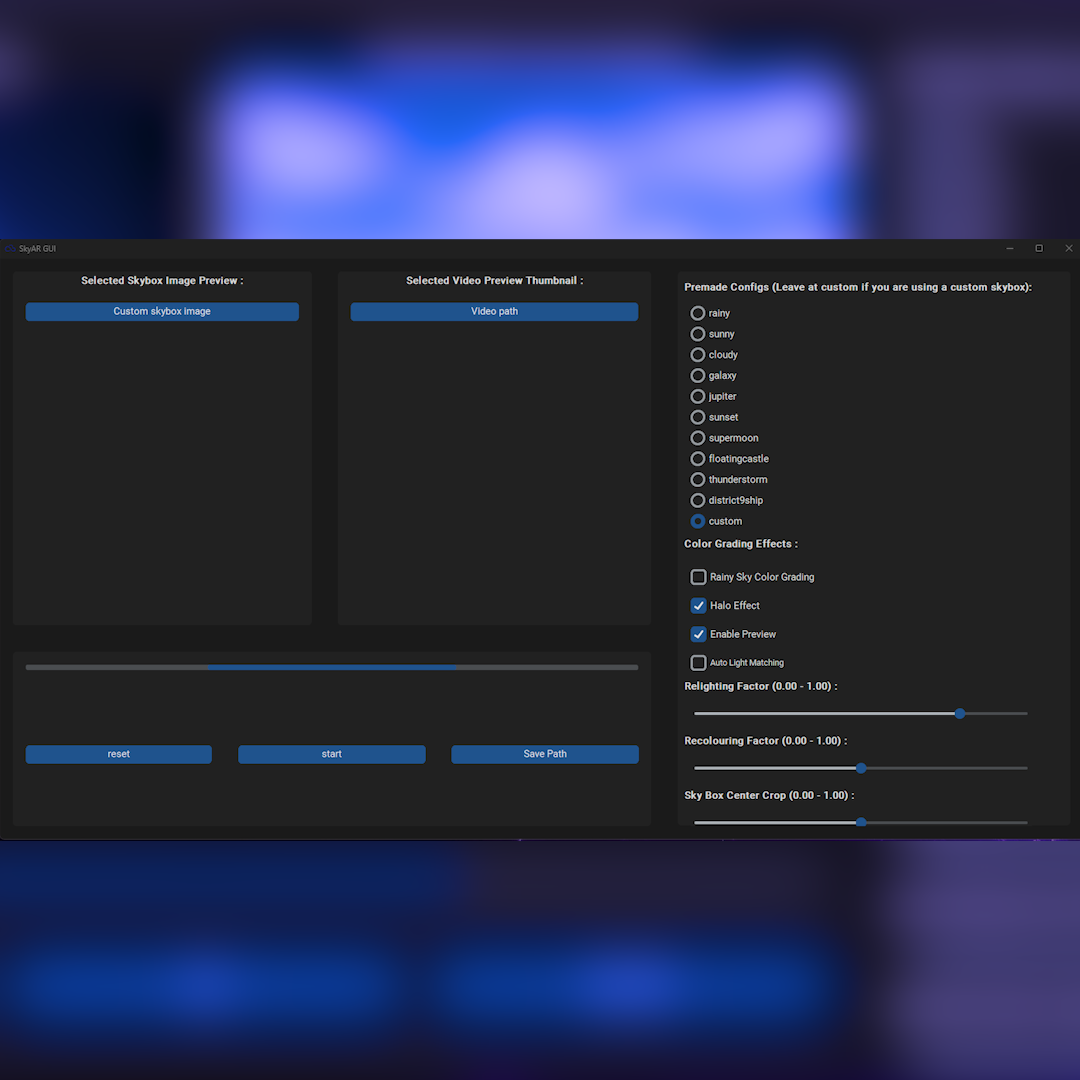 SkyAR GUI
Selected Skybox Image Preview :
Custom skybox image
Selected Video Preview Thumbnail :
Video path
reset
start
Save Path
Premade Configs (Leave at custom if you are using a custom skybox):
rainy
sunny
cloudy
galaxy
jupiter
sunset
supermoon
floatingcastle
thunderstorm
district9ship
custom
Color Grading Effects :
Rainy Sky Color Grading
Halo Effect
Enable Preview
Auto Light Matching
Relighting Factor (0.00 - 1.00) :
Recolouring Factor (0.00 - 1.00) :
Sky Box Center Crop (0.00 - 1.00) :